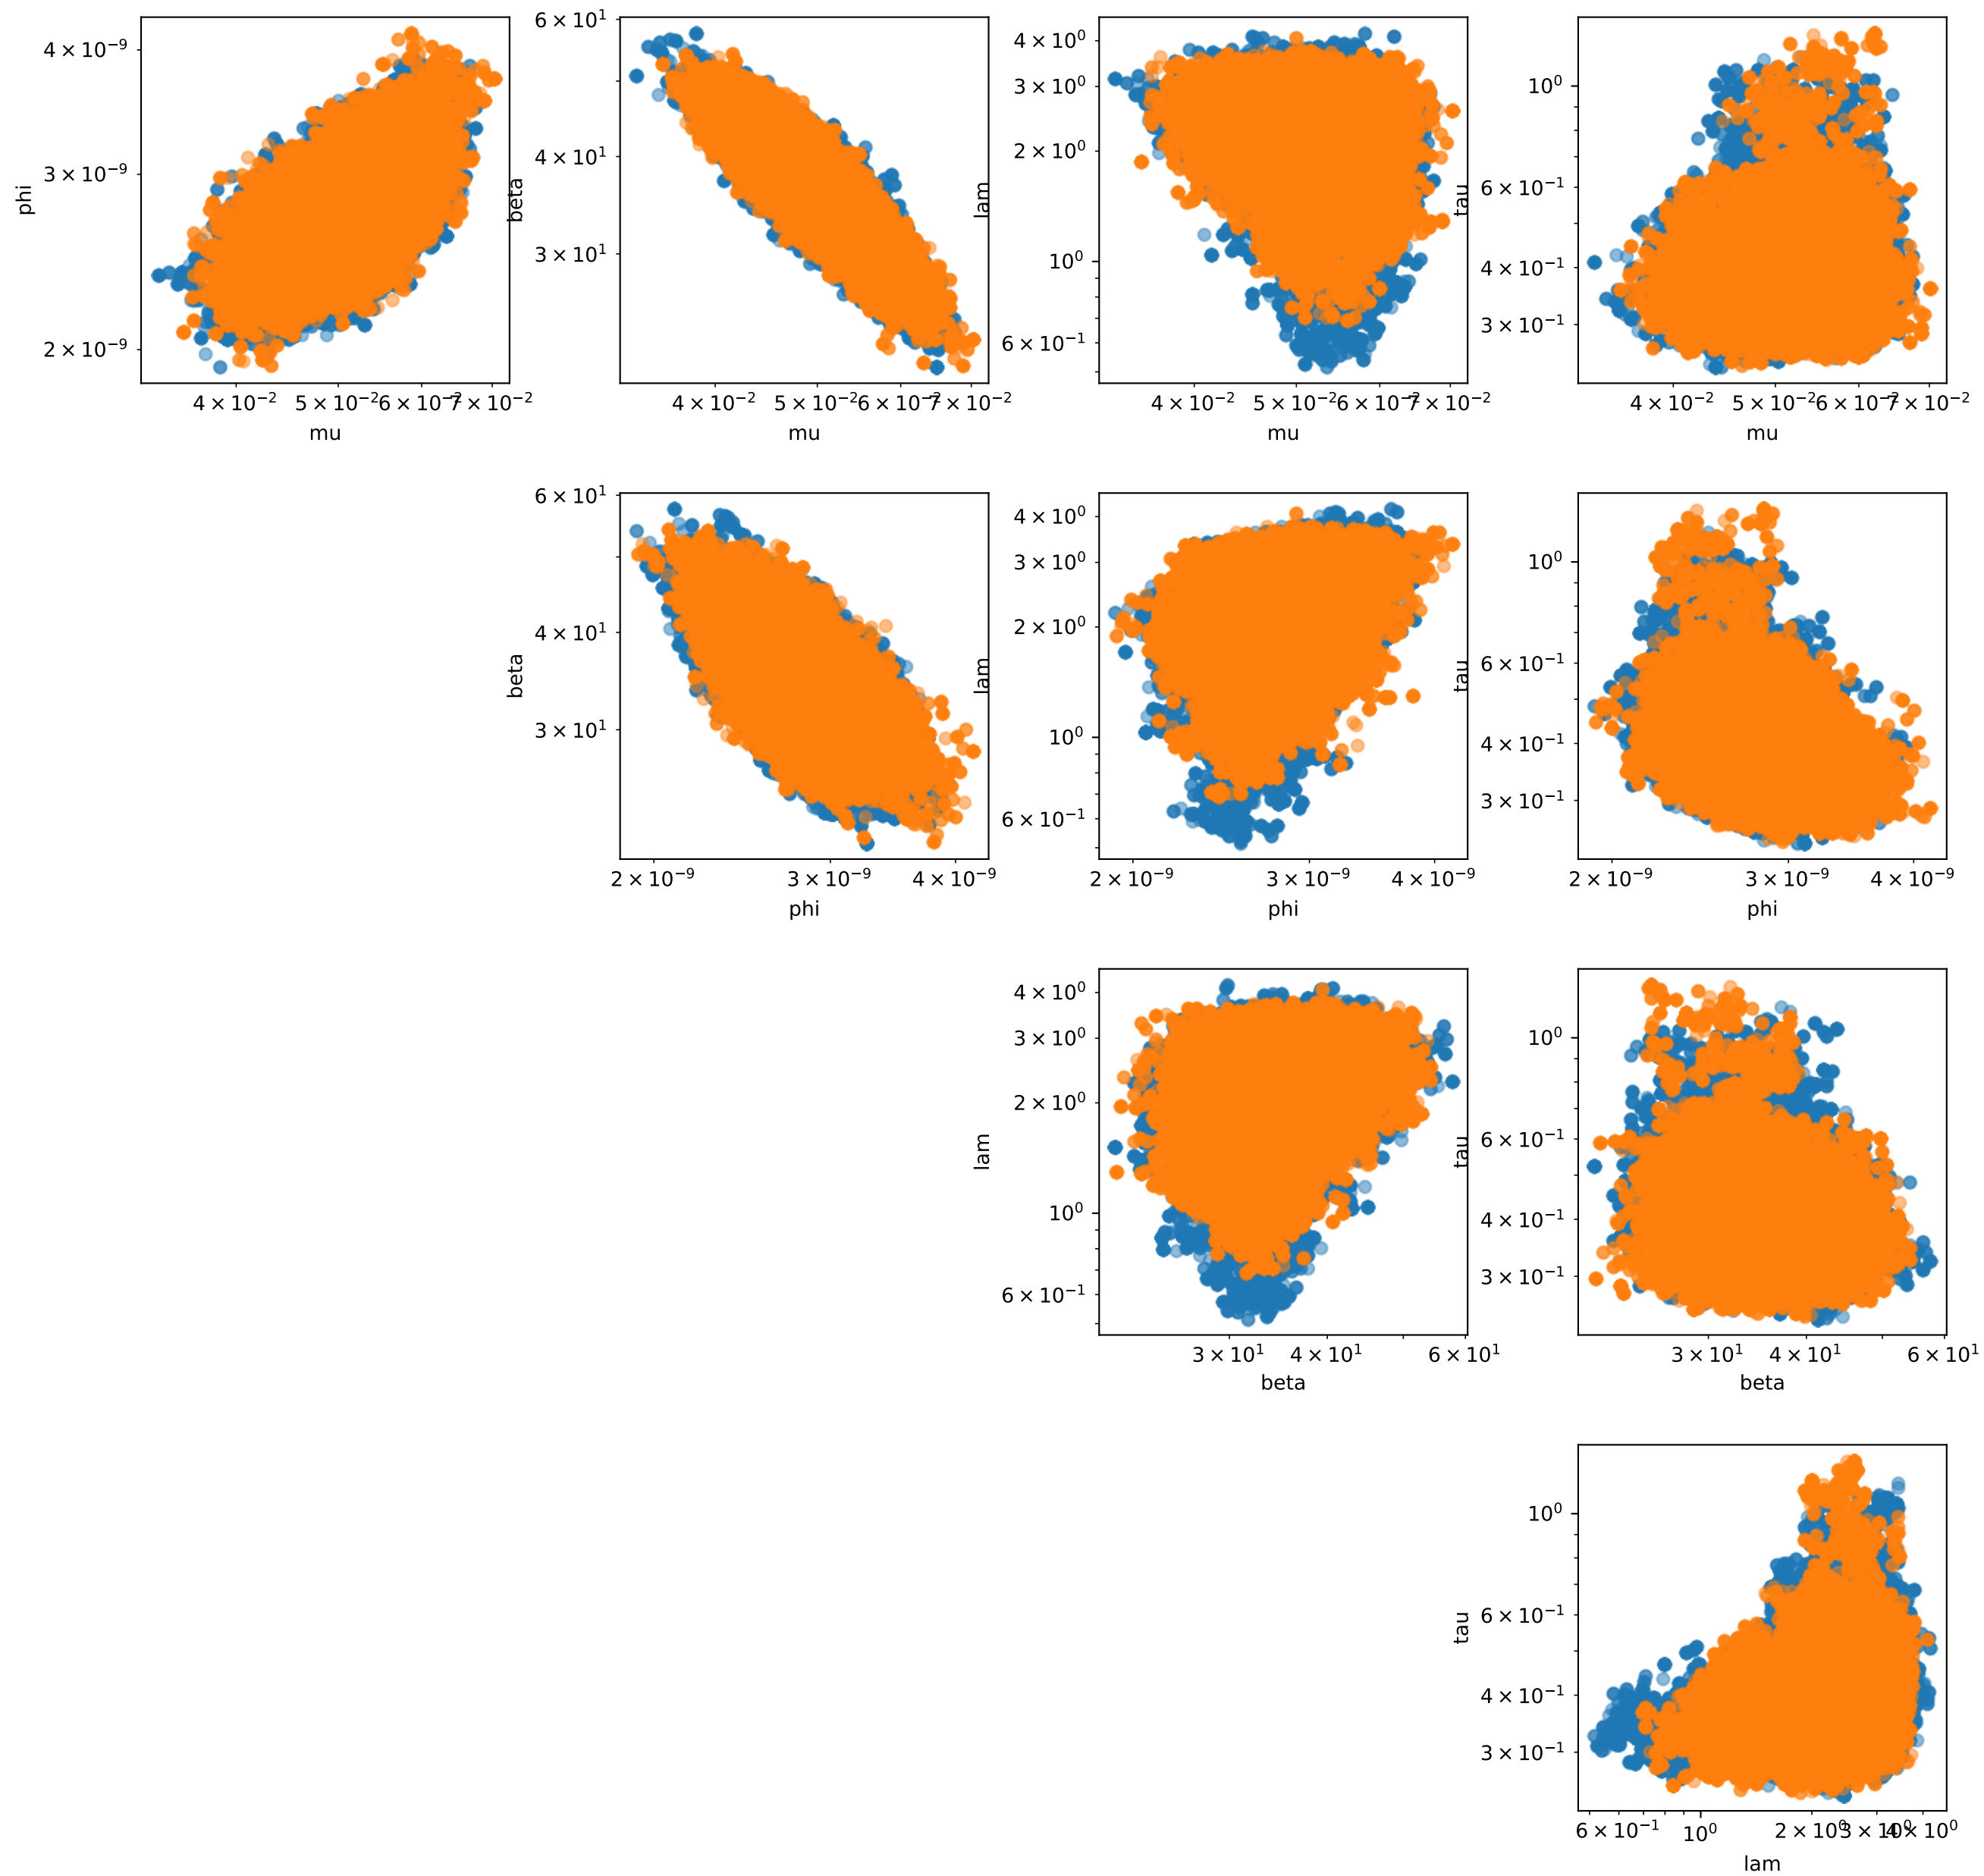 4 × 10⁻⁹
3 × 10⁻⁹
2 × 10⁻⁹
phi
4 × 10⁻² 5 × 10⁻² 6 × 10⁻² 7 × 10⁻²
mu
6 × 10¹
4 × 10¹
3 × 10¹
beta
4 × 10⁻² 5 × 10⁻² 6 × 10⁻² 7 × 10⁻²
mu
4 × 10⁰
3 × 10⁰
2 × 10⁰
10⁰
6 × 10⁻¹
lam
4 × 10⁻² 5 × 10⁻² 6 × 10⁻² 7 × 10⁻²
mu
10⁰
6 × 10⁻¹
4 × 10⁻¹
3 × 10⁻¹
tau
4 × 10⁻² 5 × 10⁻² 6 × 10⁻² 7 × 10⁻²
mu
6 × 10¹
4 × 10¹
3 × 10¹
beta
2 × 10⁻⁹ 3 × 10⁻⁹ 4 × 10⁻⁹
phi
4 × 10⁰
3 × 10⁰
2 × 10⁰
10⁰
6 × 10⁻¹
lam
2 × 10⁻⁹ 3 × 10⁻⁹ 4 × 10⁻⁹
phi
10⁰
6 × 10⁻¹
4 × 10⁻¹
3 × 10⁻¹
tau
2 × 10⁻⁹ 3 × 10⁻⁹ 4 × 10⁻⁹
phi
4 × 10⁰
3 × 10⁰
2 × 10⁰
10⁰
6 × 10⁻¹
lam
3 × 10¹ 4 × 10¹ 6 × 10¹
beta
10⁰
6 × 10⁻¹
4 × 10⁻¹
3 × 10⁻¹
tau
3 × 10¹ 4 × 10¹ 6 × 10¹
beta
10⁰
6 × 10⁻¹
4 × 10⁻¹
3 × 10⁻¹
tau
6 × 10⁻¹ 10⁰ 2 × 10⁰ 3 × 10⁰ 4 × 10⁰
lam